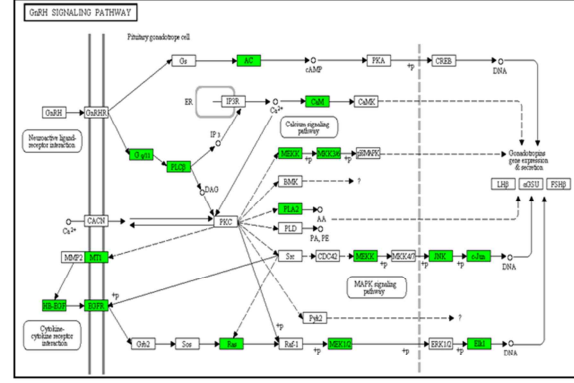 GnRH SIGNALING PATHWAY
Pituitary gonadotrope cell
Gs
AC
cAMP
PKA
+p
CREB
DNA
ER
IP3R
Ca2+
CaM
CaMK
GnRH
GnRHR
IP3
Calcium signaling
pathway
Neuroactive ligand-
receptor interaction
Gq/11
PLCβ
MEKK
+p
MKK3/6
+p
p38MAPK
Gonadotropins
gene expression
& secretion
DAG
BMK
?
LHβ
αGSU
FSHβ
PLA2
AA
CACN
Ca2+
PKC
PLD
PA, PE
MMP2
MT1
Src
CDC42
MEKK
+p
MKK4/7
+p
JNK
+p
c-Jun
DNA
MAPK signaling
pathway
HB-EGF
EGFR
+p
Pyk2
?
Cytokine-
cytokine receptor
interaction
+p
Grb2
Sos
Ras
Raf-1
+p
MEK1/2
+p
ERK1/2
+p
Elk1
DNA